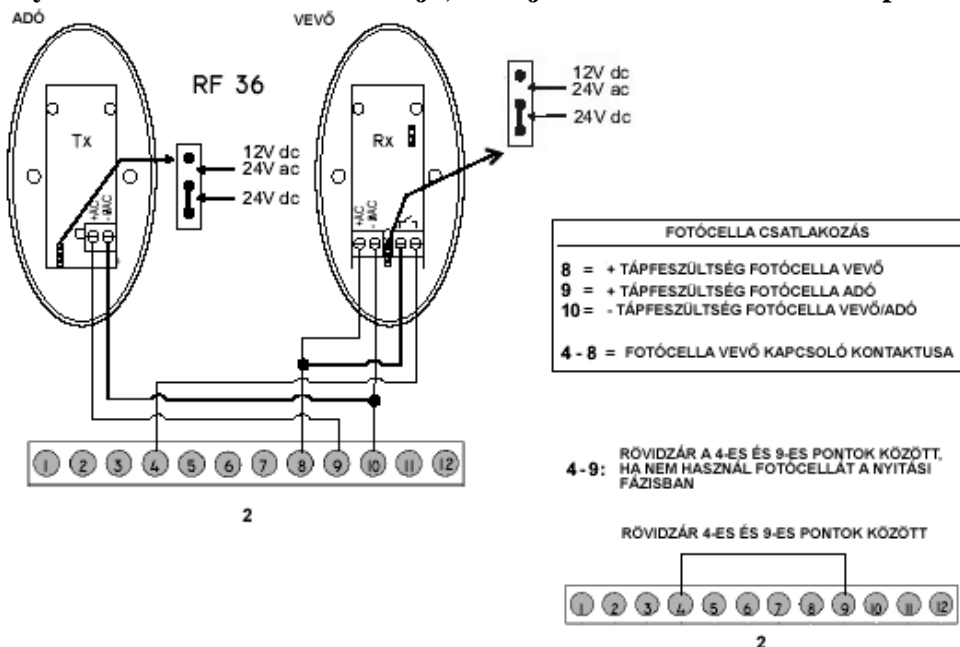 ADÓ
VEVŐ
RF 36
Tx
12V dc
24V ac
24V dc
+AC
Rx
12V dc
24V ac
24V dc
+AC
1 2 3 4 5 6 7 8 9 10 11 12
2
FOTÓCELLA CSATLAKOZÁS
8 = + TÁPFESZÜLTSÉG FOTÓCELLA VEVŐ
9 = + TÁPFESZÜLTSÉG FOTÓCELLA ADÓ
10 = - TÁPFESZÜLTSÉG FOTÓCELLA VEVŐ/ADÓ
4 - 8 = FOTÓCELLA VEVŐ KAPCSOLÓ KONTAKTUSA
4 - 9: RÖVIDZÁR A 4-ES ÉS 9-ES PONTOK KÖZÖTT,
HA NEM HASZNÁL FOTÓCELLÁT A NYITÁSI
FÁZISBAN
RÖVIDZÁR 4-ES ÉS 9-ES PONTOK KÖZÖTT
1 2 3 4 5 6 7 8 9 10 11 12
2